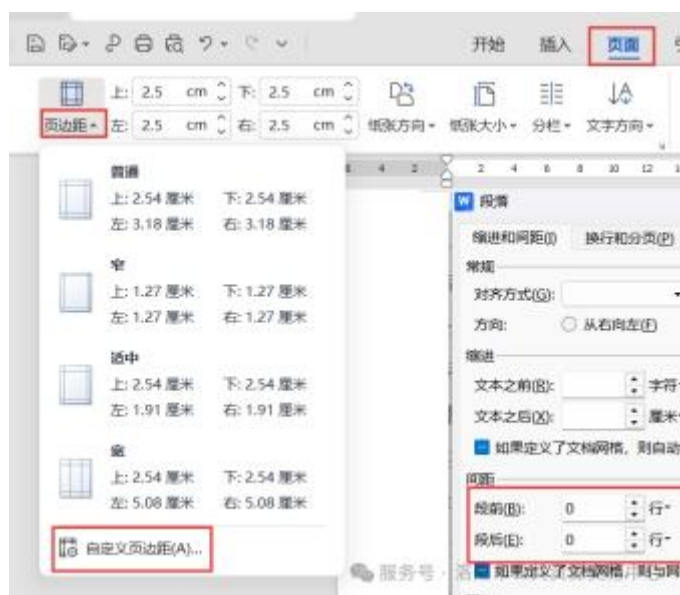 开始 插入 页面
上: 2.5 cm 下: 2.5 cm
页边距 左: 2.5 cm 右: 2.5 cm 纸张方向 纸张大小 分栏 文字方向
4 2 2 4 6 8 10 12
普通
上: 2.54 厘米 下: 2.54 厘米
左: 3.18 厘米 右: 3.18 厘米
窄
上: 1.27 厘米 下: 1.27 厘米
左: 1.27 厘米 右: 1.27 厘米
适中
上: 2.54 厘米 下: 2.54 厘米
左: 1.91 厘米 右: 1.91 厘米
宽
上: 2.54 厘米 下: 2.54 厘米
左: 5.08 厘米 右: 5.08 厘米
自定义页边距(A)...
W 段落
缩进和间距(I) 换行和分页(P)
常规
对齐方式(G):
方向: 从右向左(F)
缩进
文本之前(R): 字符
文本之后(X): 厘米
如果定义了文档网格，则自动
间距
段前(B): 0 行
段后(E): 0 行
如果定义了文档网格，则与网
服务号